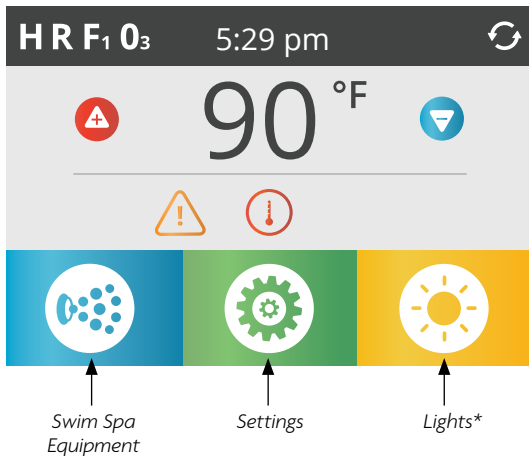 H R F1 03 5:29 pm
90 °F
Swim Spa Equipment
Settings
Lights*